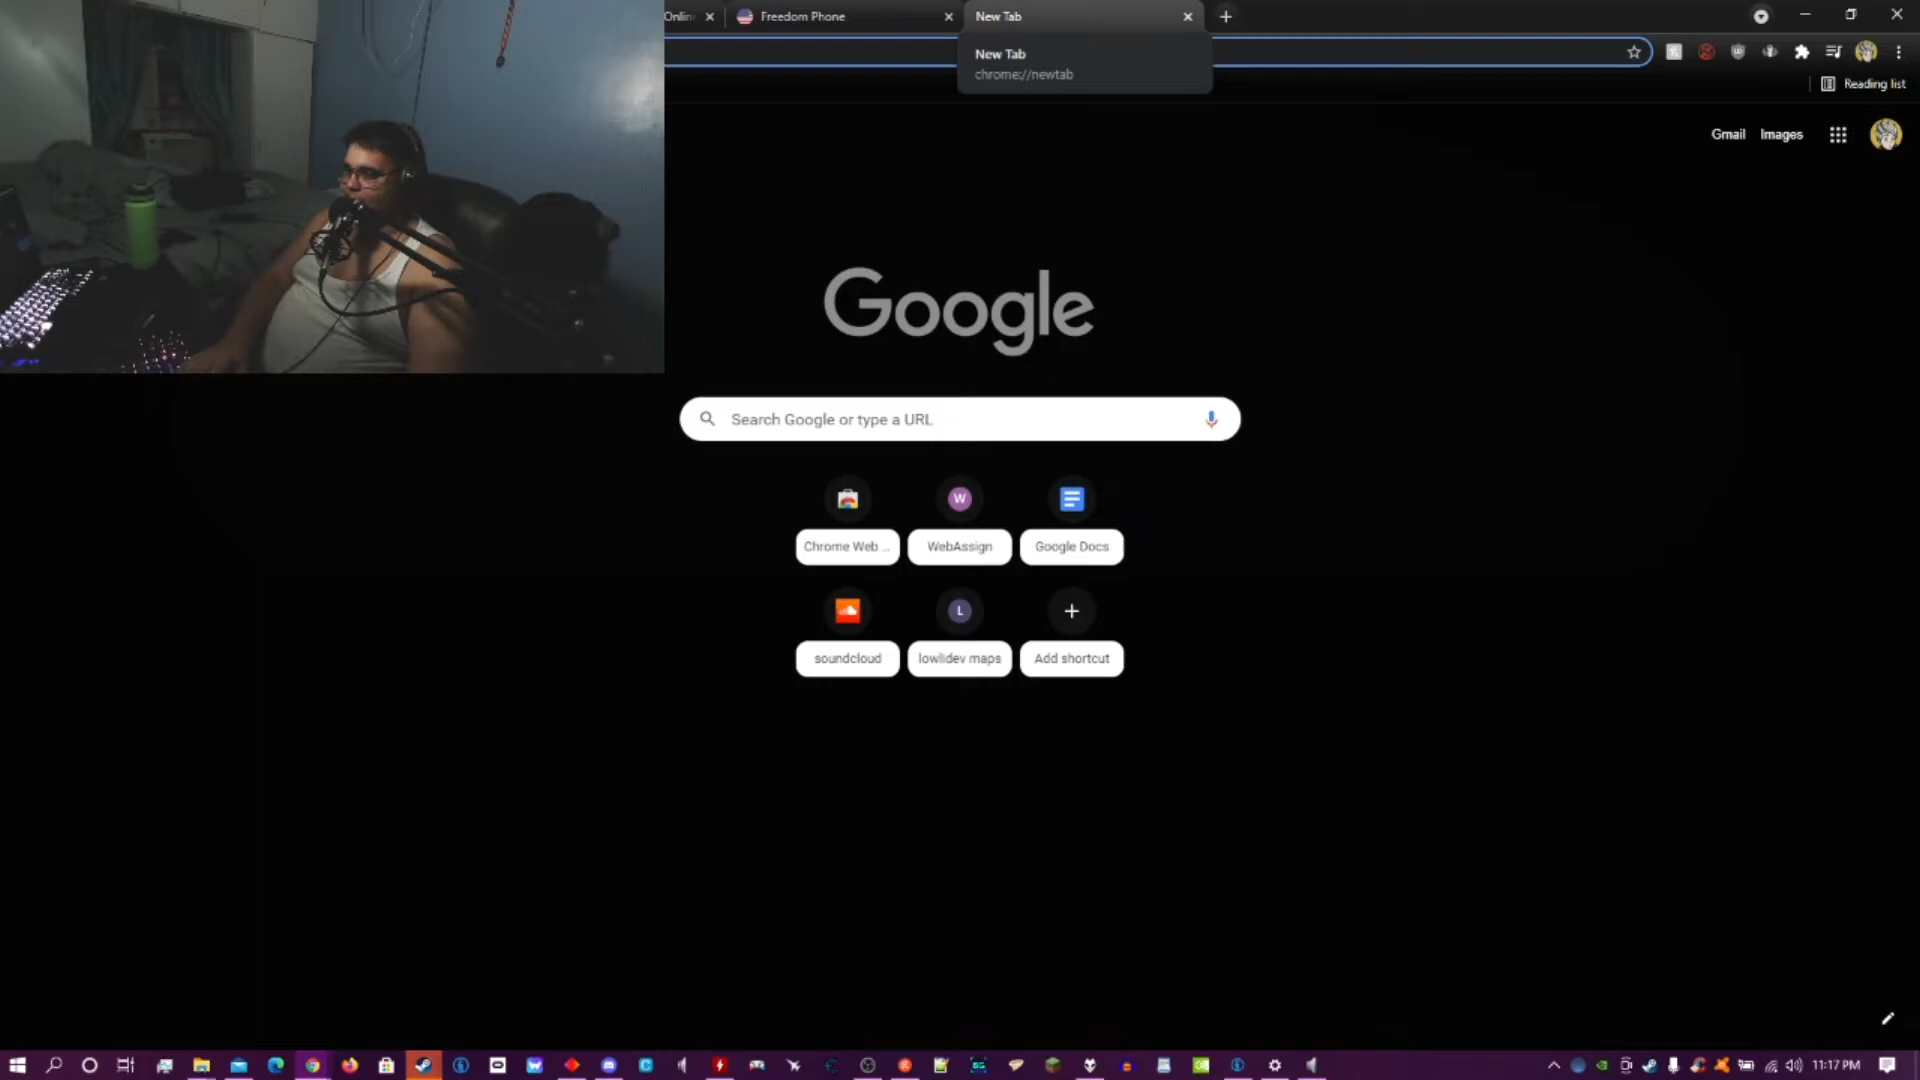 Online
Freedom Phone
New Tab
New Tab
chrome://newtab
Reading list
Gmail Images
Google
Search Google or type a URL
W
Chrome Web ... WebAssign Google Docs
L
soundcloud lowlidev maps Add shortcut
11:17 PM